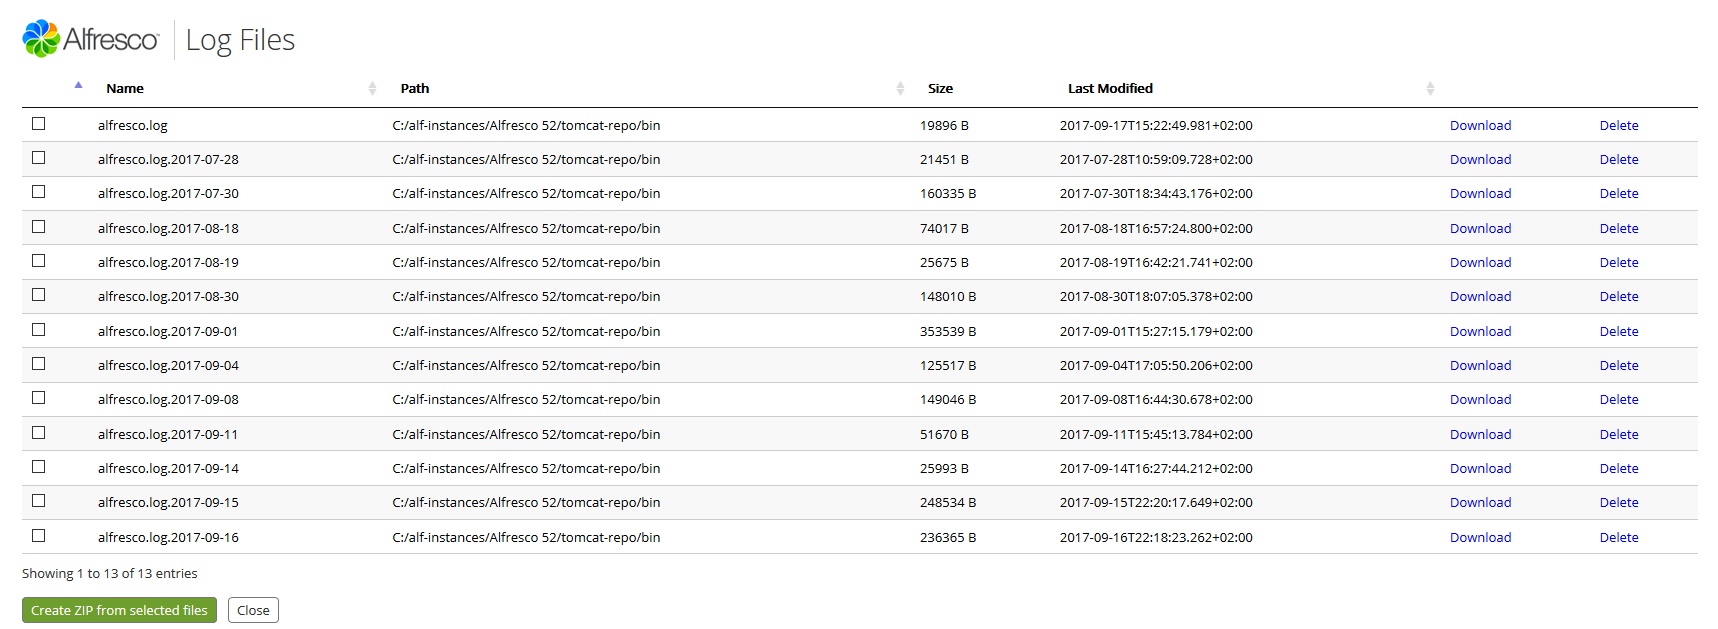 Alfresco Log Files
Name Path Size Last Modified
alfresco.log C:/alf-instances/Alfresco 52/tomcat-repo/bin 19896 B 2017-09-17T15:22:49.981+02:00 Download Delete
alfresco.log.2017-07-28 C:/alf-instances/Alfresco 52/tomcat-repo/bin 21451 B 2017-07-28T10:59:09.728+02:00 Download Delete
alfresco.log.2017-07-30 C:/alf-instances/Alfresco 52/tomcat-repo/bin 160335 B 2017-07-30T18:34:43.176+02:00 Download Delete
alfresco.log.2017-08-18 C:/alf-instances/Alfresco 52/tomcat-repo/bin 74017 B 2017-08-18T16:57:24.800+02:00 Download Delete
alfresco.log.2017-08-19 C:/alf-instances/Alfresco 52/tomcat-repo/bin 25675 B 2017-08-19T16:42:21.741+02:00 Download Delete
alfresco.log.2017-08-30 C:/alf-instances/Alfresco 52/tomcat-repo/bin 148010 B 2017-08-30T18:07:05.378+02:00 Download Delete
alfresco.log.2017-09-01 C:/alf-instances/Alfresco 52/tomcat-repo/bin 353539 B 2017-09-01T15:27:15.179+02:00 Download Delete
alfresco.log.2017-09-04 C:/alf-instances/Alfresco 52/tomcat-repo/bin 125517 B 2017-09-04T17:05:50.206+02:00 Download Delete
alfresco.log.2017-09-08 C:/alf-instances/Alfresco 52/tomcat-repo/bin 149046 B 2017-09-08T16:44:30.678+02:00 Download Delete
alfresco.log.2017-09-11 C:/alf-instances/Alfresco 52/tomcat-repo/bin 51670 B 2017-09-11T15:45:13.784+02:00 Download Delete
alfresco.log.2017-09-14 C:/alf-instances/Alfresco 52/tomcat-repo/bin 25993 B 2017-09-14T16:27:44.212+02:00 Download Delete
alfresco.log.2017-09-15 C:/alf-instances/Alfresco 52/tomcat-repo/bin 248534 B 2017-09-15T22:20:17.649+02:00 Download Delete
alfresco.log.2017-09-16 C:/alf-instances/Alfresco 52/tomcat-repo/bin 236365 B 2017-09-16T22:18:23.262+02:00 Download Delete
Showing 1 to 13 of 13 entries
Create ZIP from selected files Close